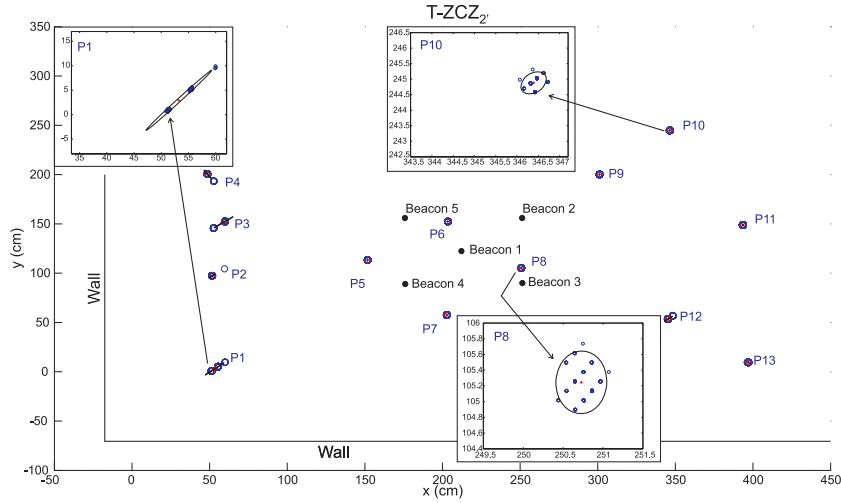 T-ZCZ2'
350
300
250
200
150
100
50
0
-50
-100
y (cm)
-50
0
50
100
150
200
250
300
350
400
450
x (cm)
P1
15
10
5
0
-5
35
40
45
50
55
60
P10
246.5
246
245.5
245
244.5
244
243.5
243
242.5
343.5
344
344.5
345
345.5
346
346.5
347
P10
P4
P9
P3
Beacon 5
Beacon 2
P11
P6
Beacon 1
P2
P8
P5
Beacon 4
Beacon 3
Wall
P7
P12
P8
106
105.8
105.6
105.4
105.2
105
104.8
104.6
104.4
249.5
250
250.5
251
251.5
P1
P13
Wall